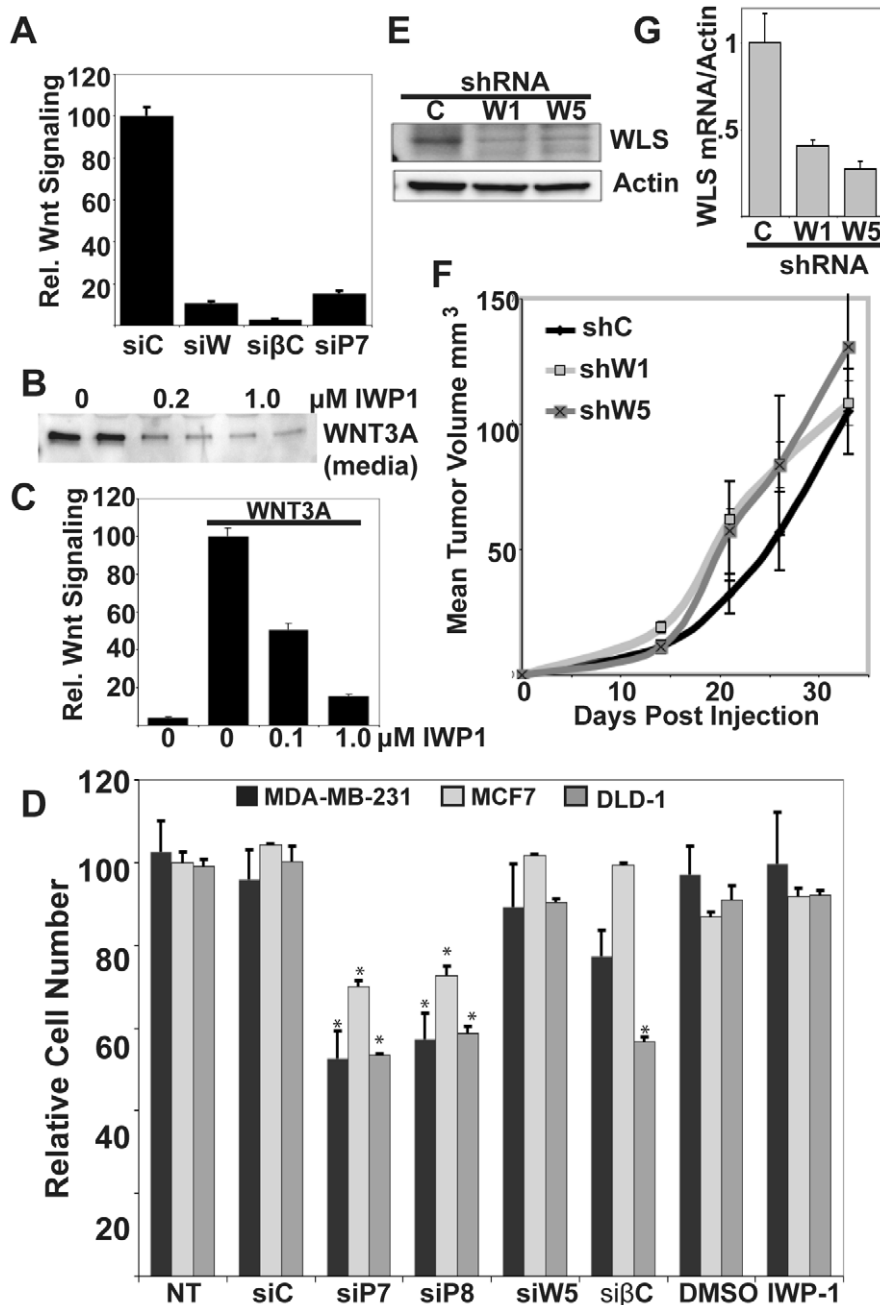 A
Rel. Wnt Signaling
120
100
80
60
40
20
siC siW siβC siP7
B
0 0.2 1.0 µM IWP1
WNT3A
(media)
C
Rel. Wnt Signaling
120
100
80
60
40
20
WNT3A
0 0 0.1 1.0 µM IWP1
E
shRNA
C W1 W5
WLS
Actin
G
WLS mRNA/Actin
1
.5
C W1 W5
shRNA
F
Mean Tumor Volume mm³
150
100
50
shC
shW1
shW5
0 10 20 30
Days Post Injection
D
Relative Cell Number
120
100
80
60
40
20
MDA-MB-231 MCF7 DLD-1
* * *
* * *
*
NT siC siP7 siP8 siW5 siβC DMSO IWP-1